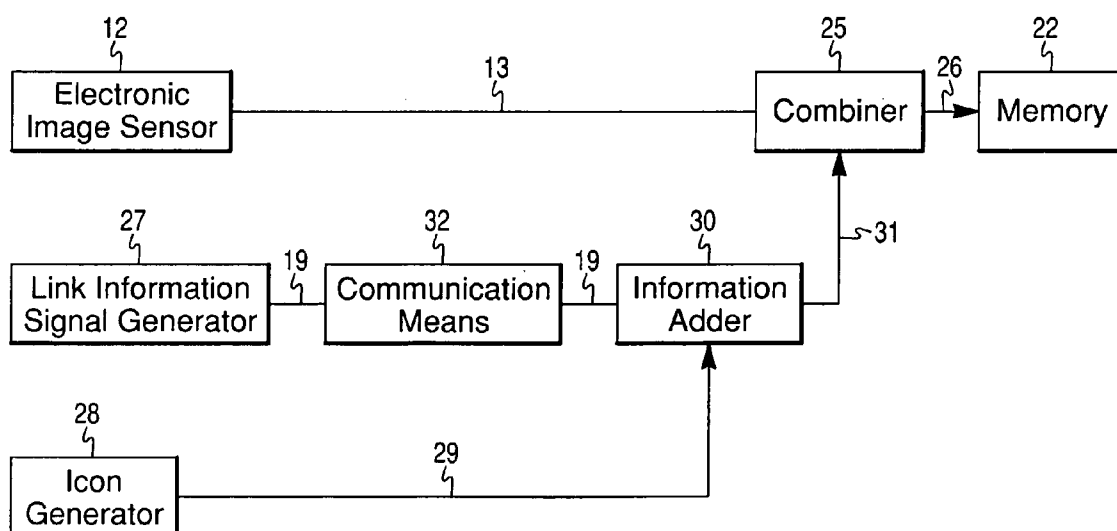 12
13
25
26
22
Electronic
Image Sensor
Combiner
Memory
27
19
32
19
30
31
Link Information
Signal Generator
Communication
Means
Information
Adder
28
29
Icon
Generator